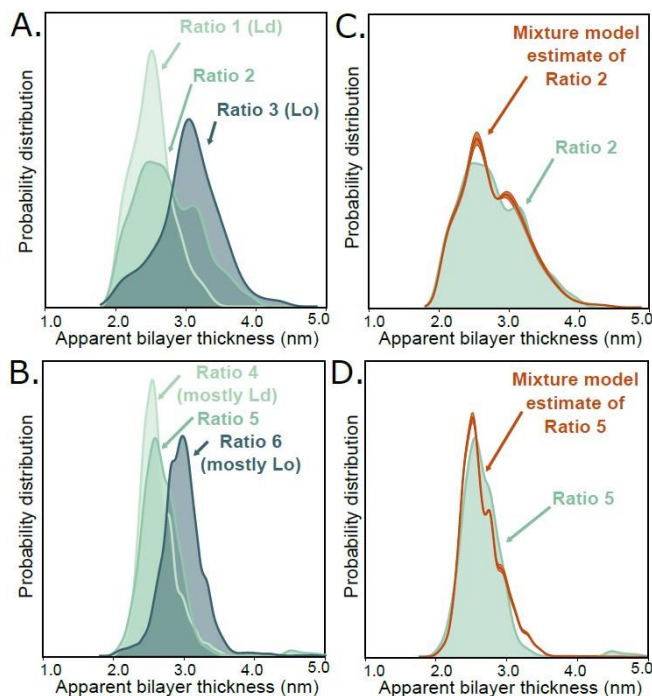 A.
Ratio 1 (Ld)
Ratio 2
Ratio 3 (Lo)
Probability distribution
1.0 2.0 3.0 4.0 5.0
Apparent bilayer thickness (nm)
C.
Mixture model
estimate of
Ratio 2
Ratio 2
Probability distribution
1.0 2.0 3.0 4.0 5.0
Apparent bilayer thickness (nm)
B.
Ratio 4
(mostly Ld)
Ratio 5
Ratio 6
(mostly Lo)
Probability distribution
1.0 2.0 3.0 4.0 5.0
Apparent bilayer thickness (nm)
D.
Mixture model
estimate of
Ratio 5
Ratio 5
Probability distribution
1.0 2.0 3.0 4.0 5.0
Apparent bilayer thickness (nm)